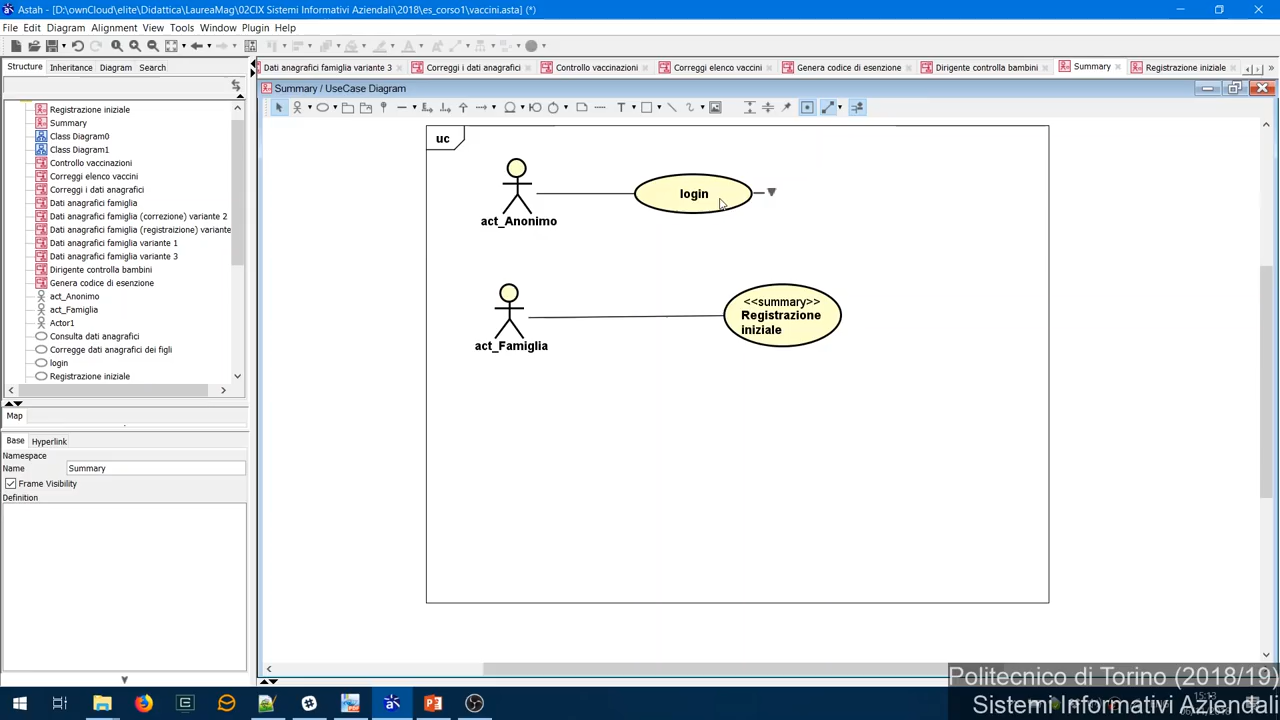 Astah - [D:\ownCloud\elite\Didattica\LaureaMag\02CIX Sistemi Informativi Aziendali\2018\es_corso1\vaccini.asta] (*)
File Edit Diagram Alignment View Tools Window Plugin Help
Structure Inheritance Diagram Search
Dati anagrafici famiglia variante 3 Correggi i dati anagrafici Controllo vaccinazioni Correggi elenco vaccini Genera codice di esenzione Dirigente controlla bambini Summary Registrazione iniziale
Summary / UseCase Diagram
Registrazione iniziale
Summary
Class Diagram0
Class Diagram1
Controllo vaccinazioni
Correggi elenco vaccini
Correggi i dati anagrafici
Dati anagrafici famiglia
Dati anagrafici famiglia (correzione) variante 2
Dati anagrafici famiglia (registraizione) variante
Dati anagrafici famiglia variante 1
Dati anagrafici famiglia variante 3
Dirigente controlla bambini
Genera codice di esenzione
act_Anonimo
act_Famiglia
Actor1
Consulta dati anagrafici
Corregge dati anagrafici dei figli
login
Registrazione iniziale
Map
Base Hyperlink
Namespace
Name Summary
Frame Visibility
Definition
uc
login
act_Anonimo
<<summary>>
Registrazione
iniziale
act_Famiglia
Politecnico di Torino (2018/19)
15:13
Sistemi Informativi Aziendali